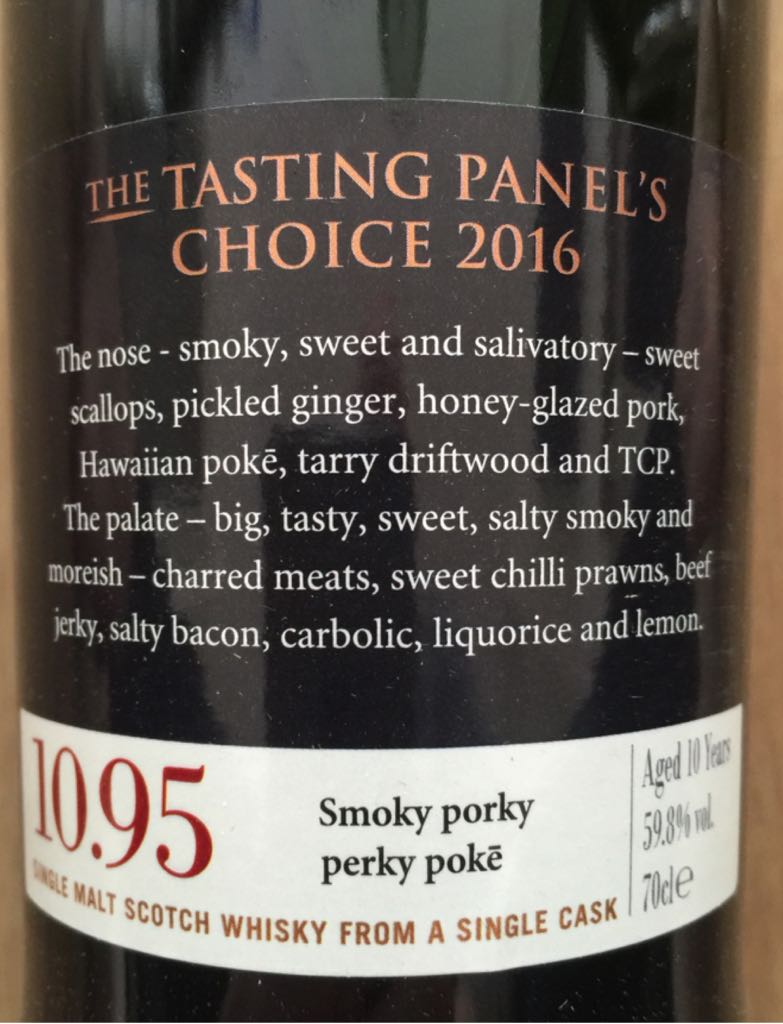 THE TASTING PANEL'S
CHOICE 2016
The nose - smoky, sweet and salivatory – sweet
scallops, pickled ginger, honey-glazed pork,
Hawaiian pokē, tarry driftwood and TCP.
The palate – big, tasty, sweet, salty smoky and
moreish – charred meats, sweet chilli prawns, beef
jerky, salty bacon, carbolic, liquorice and lemon.
10.95
Smoky porky
perky pokē
Aged 10 Years
59.8% vol.
70cl e
SINGLE MALT SCOTCH WHISKY FROM A SINGLE CASK